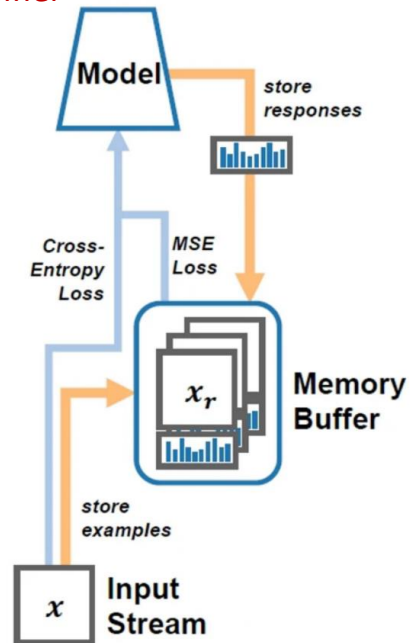 Model
store
responses
Cross-
Entropy
Loss
MSE
Loss
x_r
Memory
Buffer
store
examples
x
Input
Stream